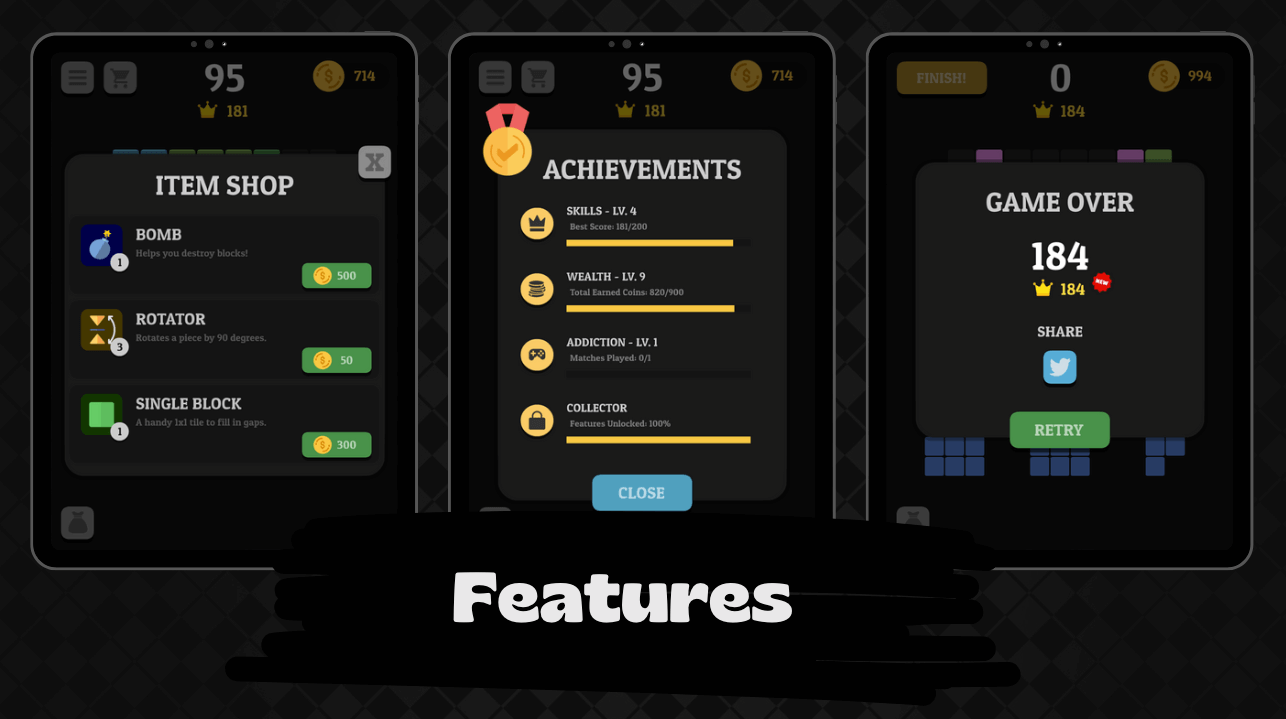 95
714
181
ITEM SHOP
X
BOMB
Helps you destroy blocks!
1
500
ROTATOR
Rotates a piece by 90 degrees.
3
50
SINGLE BLOCK
A handy 1x1 tile to fill in gaps.
1
300
95
714
181
ACHIEVEMENTS
SKILLS - LV. 4
Best Score: 181/200
WEALTH - LV. 9
Total Earned Coins: 820/900
ADDICTION - LV. 1
Matches Played: 0/1
COLLECTOR
Features Unlocked: 100%
CLOSE
FINISH!
0
994
184
GAME OVER
184
184
NEW
SHARE
RETRY
Features